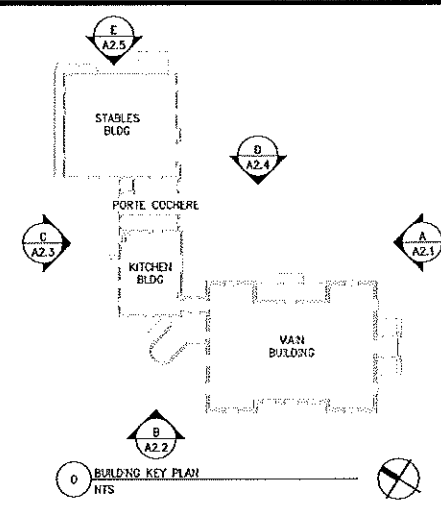 E
A2.5
STABLES
BLDG
D
A2.4
PORTE COCHERE
C
A2.3
A
A2.1
KITCHEN
BLDG
MAIN
BUILDING
B
A2.2
0
BUILDING KEY PLAN
NTS